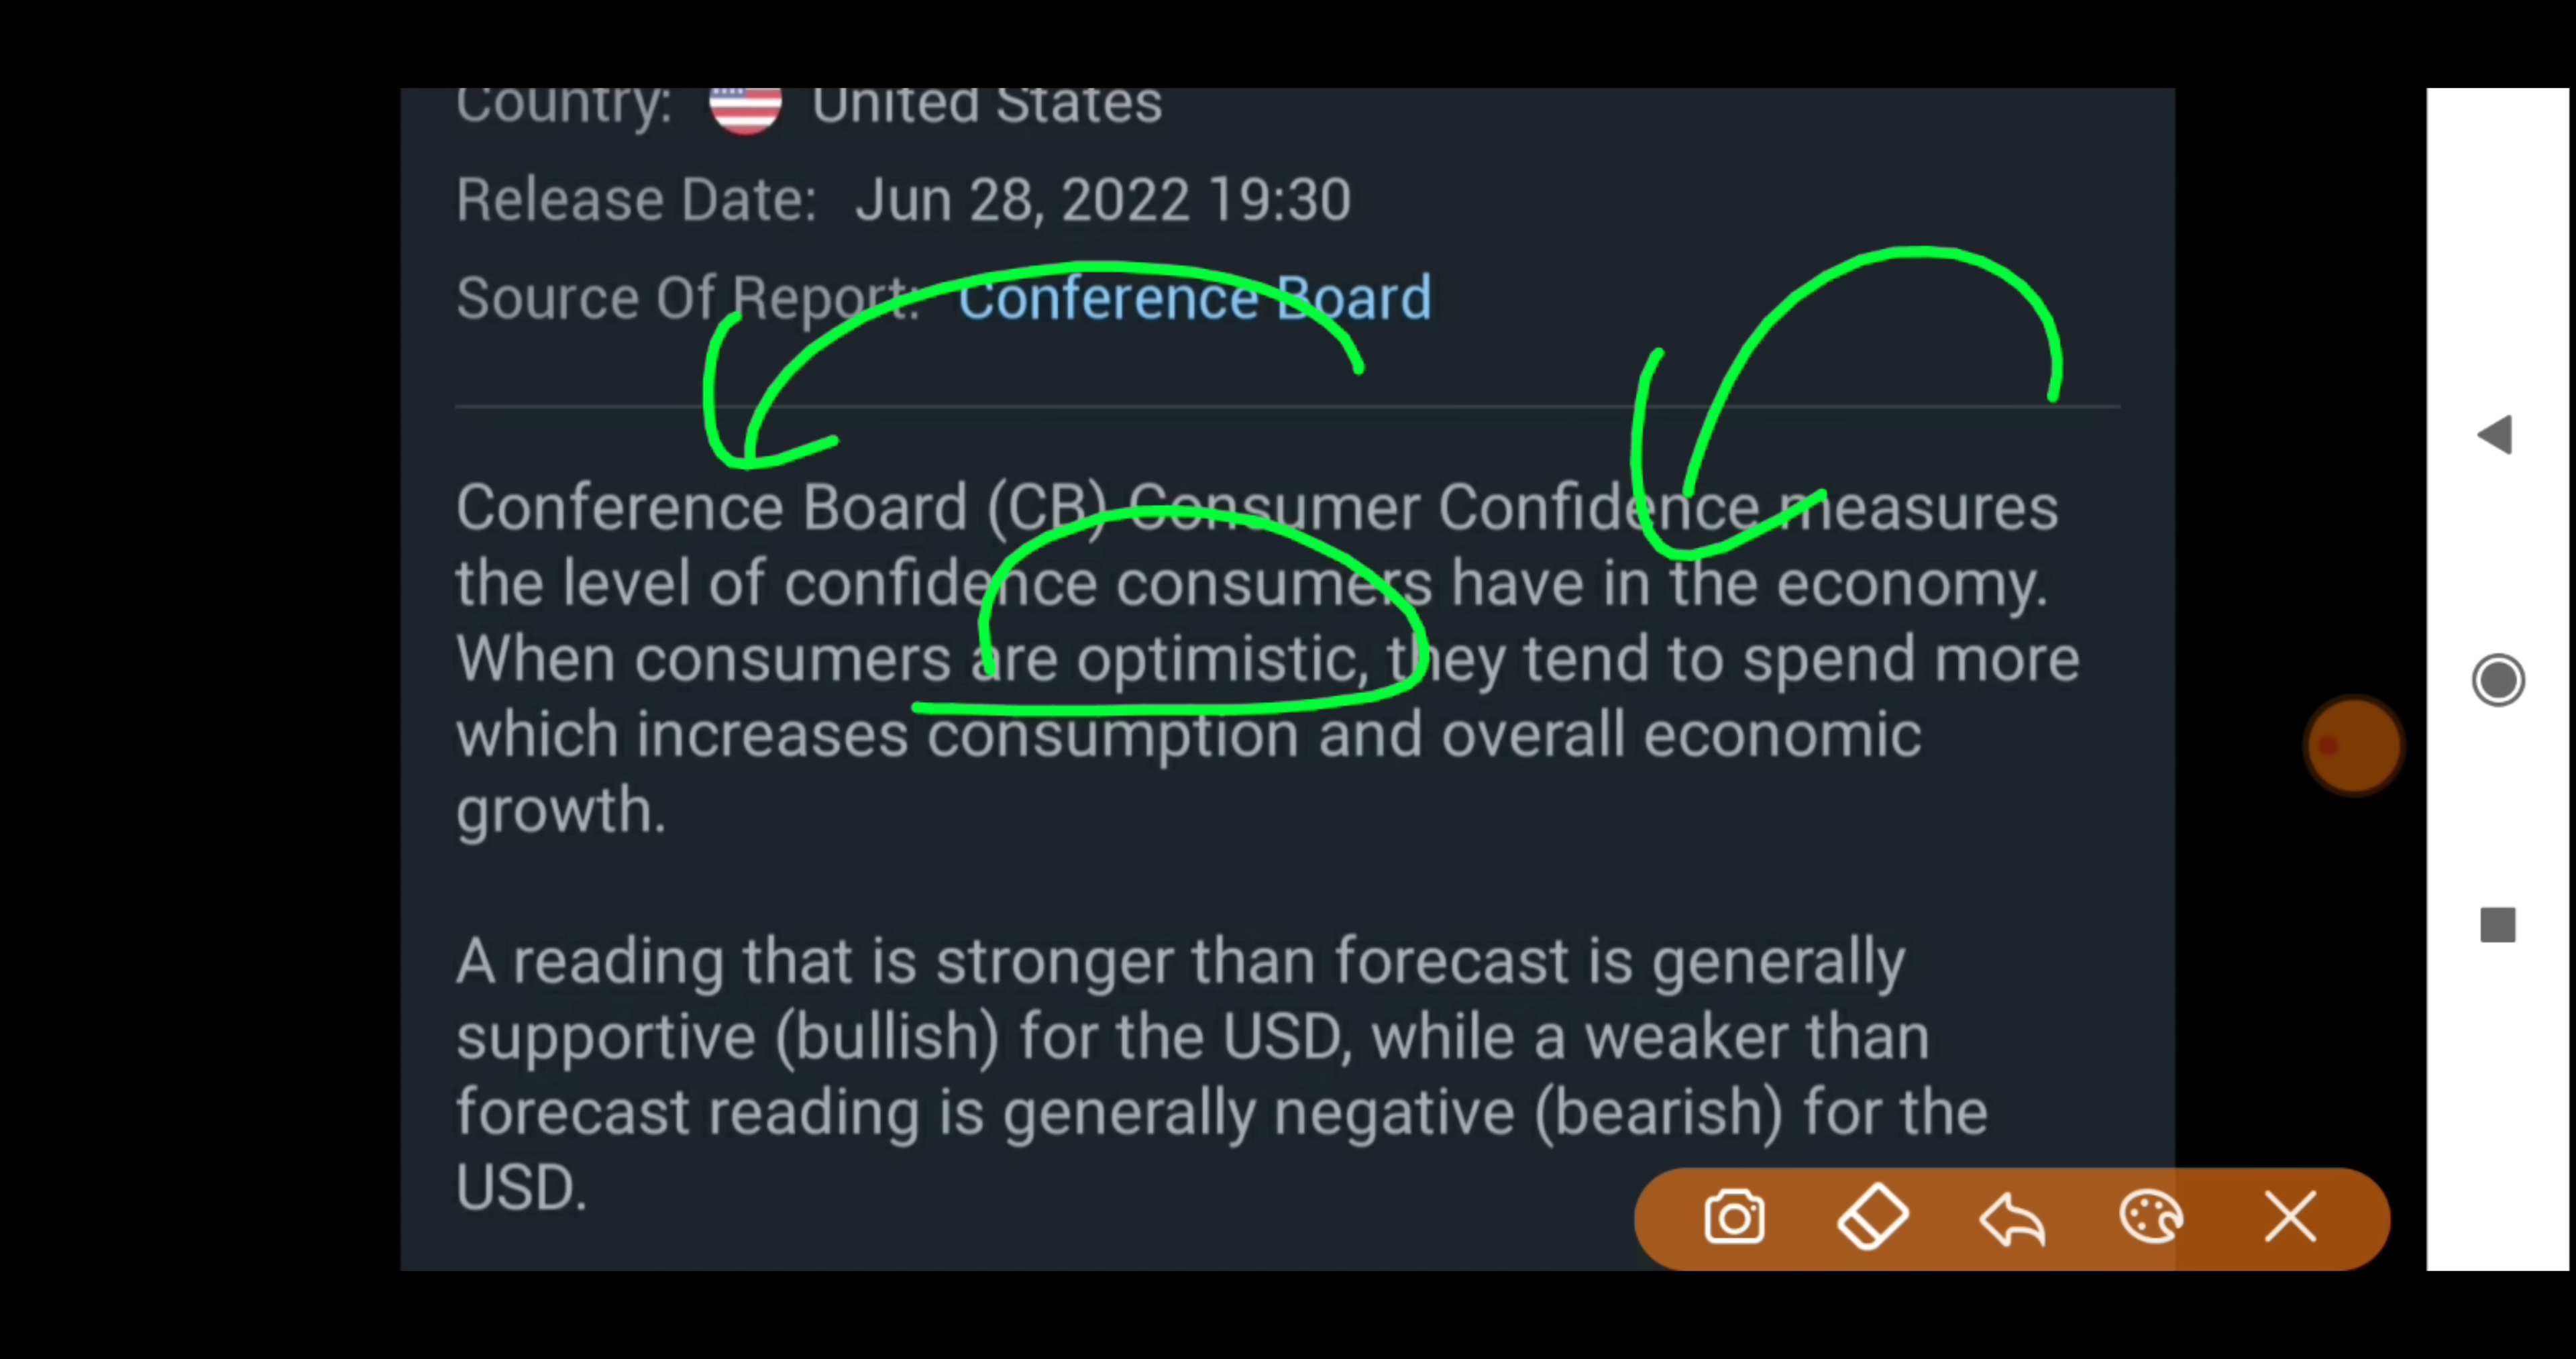 Country: United States
Release Date: Jun 28, 2022 19:30
Source Of Report: Conference Board
Conference Board (CB) Consumer Confidence measures
the level of confidence consumers have in the economy.
When consumers are optimistic, they tend to spend more
which increases consumption and overall economic
growth.
A reading that is stronger than forecast is generally
supportive (bullish) for the USD, while a weaker than
forecast reading is generally negative (bearish) for the
USD.